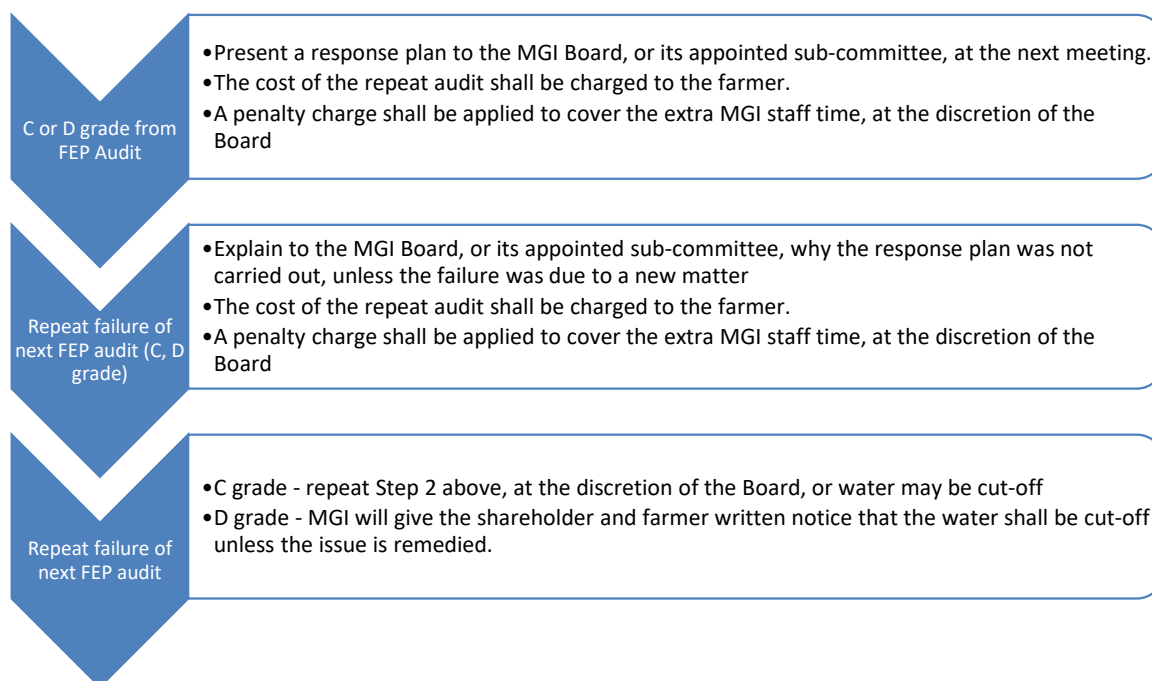 C or D grade from
FEP Audit
•Present a response plan to the MGI Board, or its appointed sub-committee, at the next meeting.
•The cost of the repeat audit shall be charged to the farmer.
•A penalty charge shall be applied to cover the extra MGI staff time, at the discretion of the
Board
Repeat failure of
next FEP audit (C, D
grade)
•Explain to the MGI Board, or its appointed sub-committee, why the response plan was not
carried out, unless the failure was due to a new matter
•The cost of the repeat audit shall be charged to the farmer.
•A penalty charge shall be applied to cover the extra MGI staff time, at the discretion of the
Board
Repeat failure of
next FEP audit
•C grade - repeat Step 2 above, at the discretion of the Board, or water may be cut-off
•D grade - MGI will give the shareholder and farmer written notice that the water shall be cut-off
unless the issue is remedied.